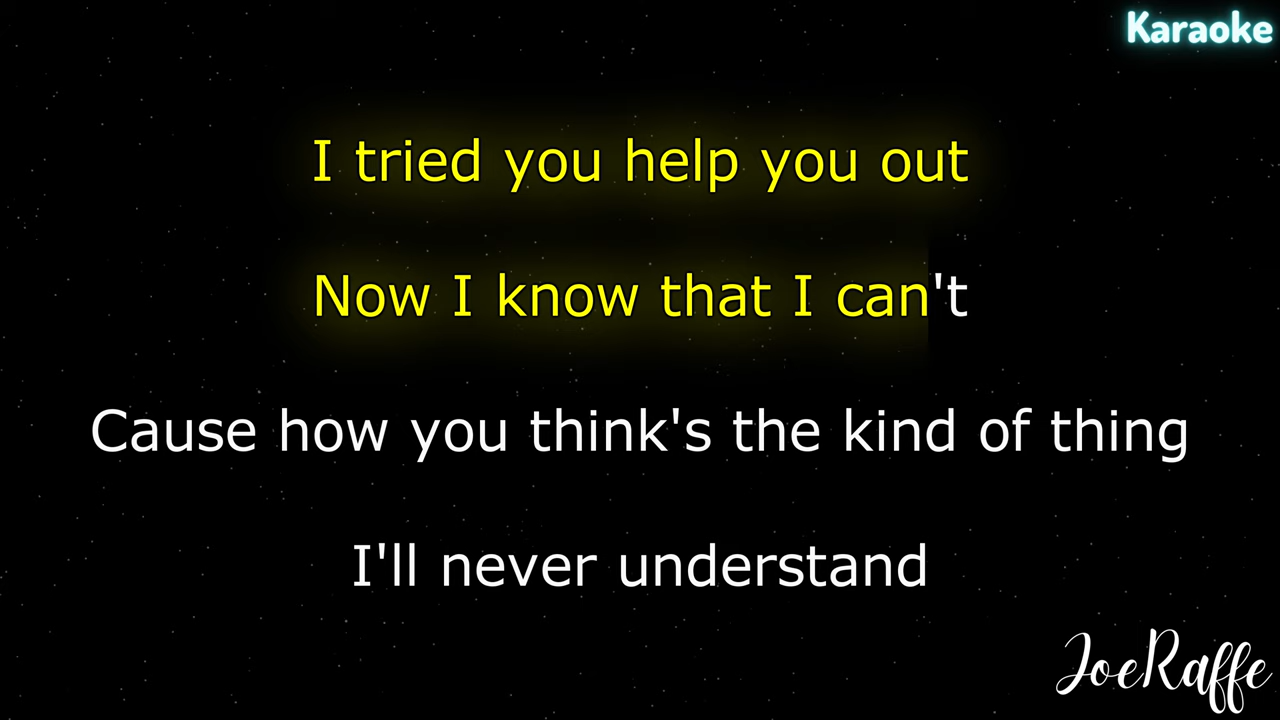 Karaoke
I tried you help you out
Now I know that I can't
Cause how you think's the kind of thing
I'll never understand
JoeRaffe